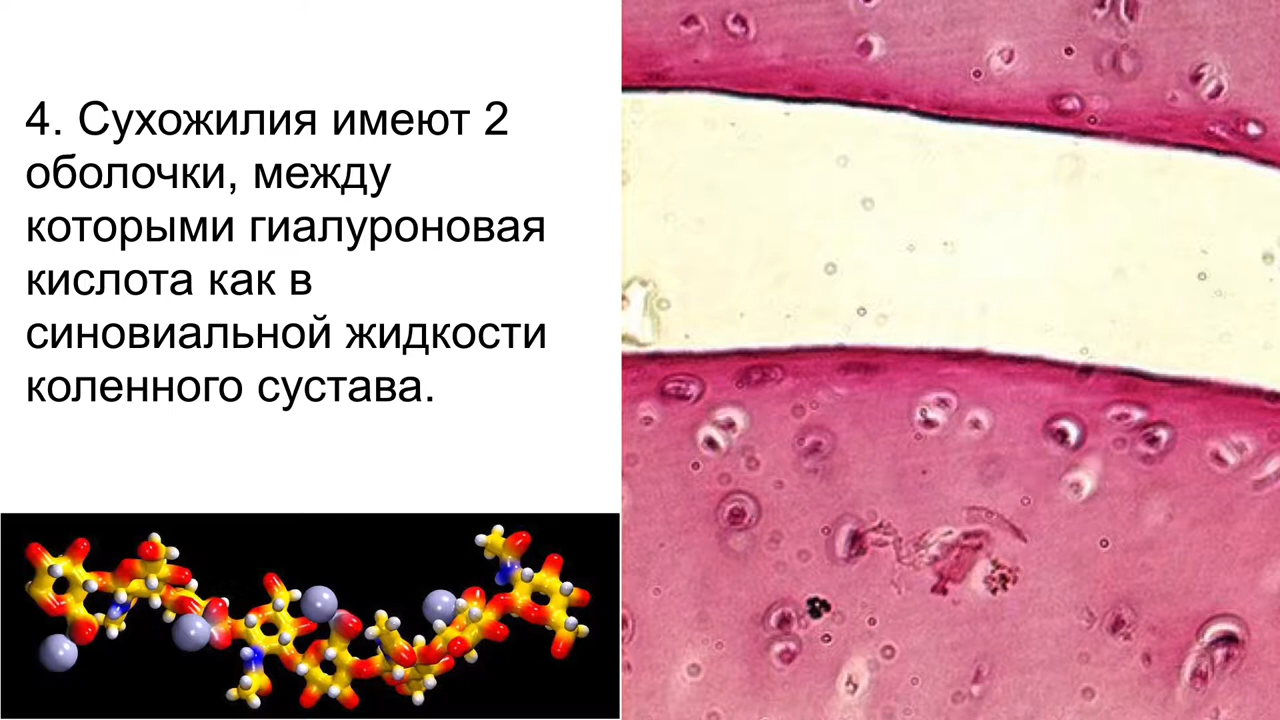 4. Сухожилия имеют 2
оболочки, между
которыми гиалуроновая
кислота как в
синовиальной жидкости
коленного сустава.